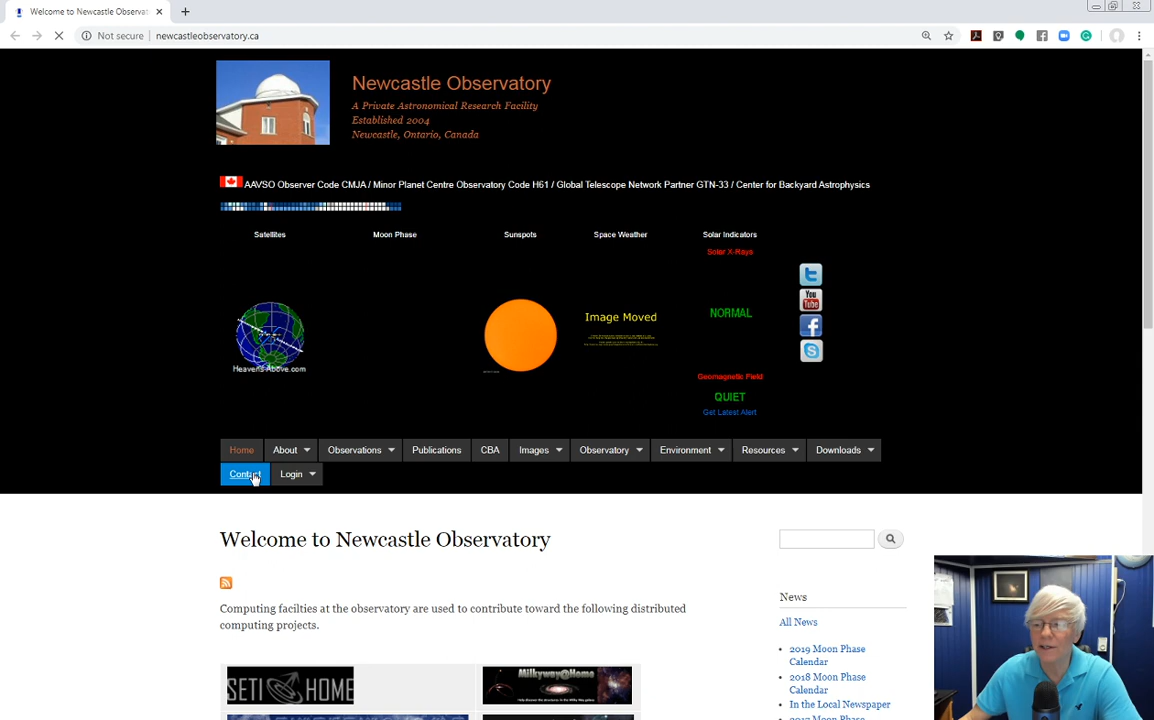 Welcome to Newcastle Observat
Not secure | newcastleobservatory.ca
Newcastle Observatory
A Private Astronomical Research Facility
Established 2004
Newcastle, Ontario, Canada
AAVSO Observer Code CMJA / Minor Planet Centre Observatory Code H61 / Global Telescope Network Partner GTN-33 / Center for Backyard Astrophysics
Satellites Moon Phase Sunspots Space Weather Solar Indicators
Solar X-Rays
You
Tube
Image Moved
NORMAL
Heavens-Above.com
Geomagnetic Field
QUIET
Get Latest Alert
Home About Observations Publications CBA Images Observatory Environment Resources Downloads
Contact Login
Welcome to Newcastle Observatory
News
Computing facilties at the observatory are used to contribute toward the following distributed
computing projects.
All News
2019 Moon Phase
Calendar
2018 Moon Phase
Calendar
In the Local Newspaper
2017 Moon Phase
SETI HOME
Milkyway@Home